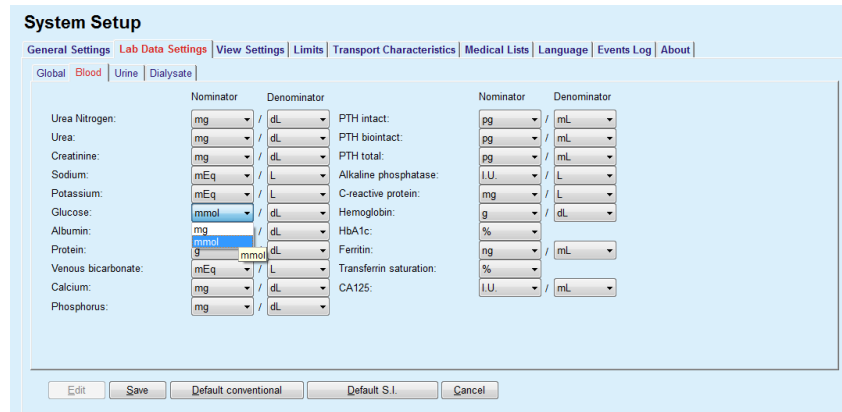 System Setup
General Settings Lab Data Settings View Settings Limits Transport Characteristics Medical Lists Language Events Log About
Global Blood Urine Dialysate
Nominator Denominator Nominator Denominator
Urea Nitrogen: mg / dL PTH intact: pg / mL
Urea: mg / dL PTH biointact: pg / mL
Creatinine: mg / dL PTH total: pg / mL
Sodium: mEq / L Alkaline phosphatase: I.U. / L
Potassium: mEq / L C-reactive protein: mg / L
Glucose: mmol / dL Hemoglobin: g / dL
Albumin: mg / dL HbA1c: %
mmol
Protein: g dL Ferritin: ng / mL
mmol
Venous bicarbonate: mEq / L Transferrin saturation: %
Calcium: mg / dL CA125: I.U. / mL
Phosphorus: mg / dL
Edit Save Default conventional Default S.I. Cancel